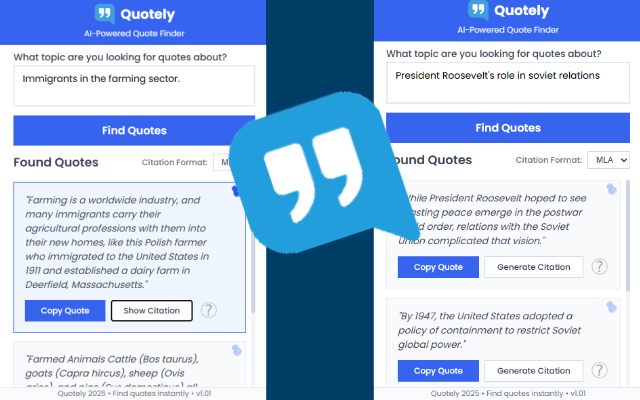 Quotely
AI-Powered Quote Finder
What topic are you looking for quotes about?
Immigrants in the farming sector.
Find Quotes
Found Quotes
Citation Format:
"Farming is a worldwide industry, and
many immigrants carry their
agricultural professions with them into
their new homes, like this Polish farmer
who immigrated to the United States in
1911 and established a dairy farm in
Deerfield, Massachusetts."
Copy Quote
Show Citation
?
"Farmed Animals Cattle (Bos taurus),
goats (Capra hircus), sheep (Ovis
Quotely 2025 • Find quotes instantly • v1.01
Quotely
AI-Powered Quote Finder
What topic are you looking for quotes about?
President Roosevelt's role in soviet relations
Find Quotes
Quotes
Citation Format:
MLA
While President Roosevelt hoped to see
peace emerge in the postwar
order, relations with the Soviet
Union complicated that vision."
Copy Quote
Generate Citation
?
"By 1947, the United States adopted a
policy of containment to restrict Soviet
global power."
Copy Quote
Generate Citation
?
Quotely 2025 • Find quotes instantly • v1.01